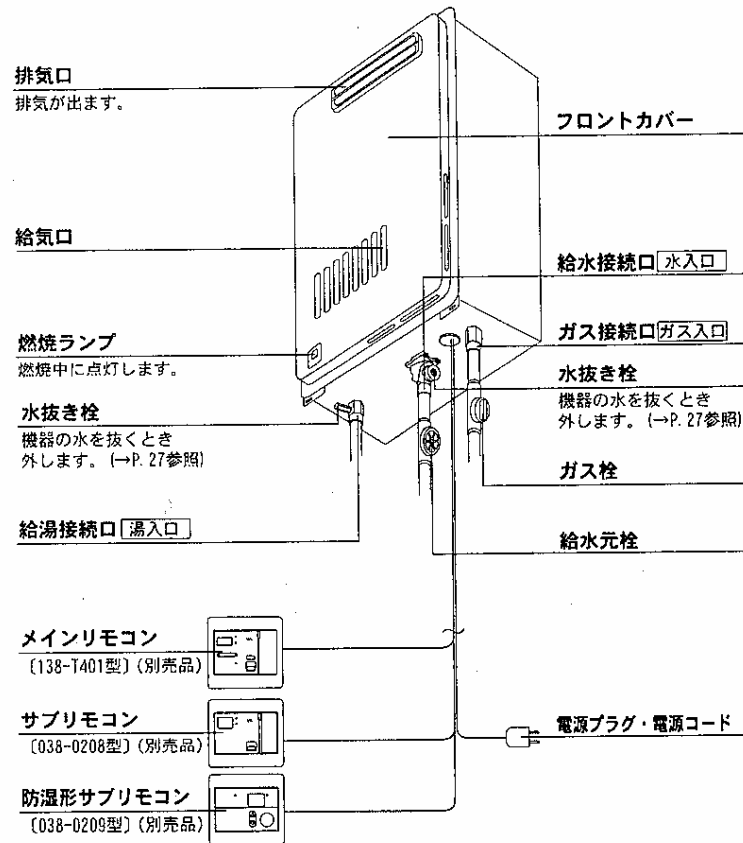 排気口
排気が出ます。
フロントカバー
給気口
給水接続口 水入口
燃焼ランプ
燃焼中に点灯します。
ガス接続口 ガス入口
水抜き栓
機器の水を抜くとき
外します。(→P.27参照)
水抜き栓
機器の水を抜くとき
外します。(→P.27参照)
ガス栓
給湯接続口 湯入口
給水元栓
メインリモコン
〔138-T401型〕(別売品)
サブリモコン
〔038-0208型〕(別売品)
電源プラグ・電源コード
防湿形サブリモコン
〔038-0209型〕(別売品)